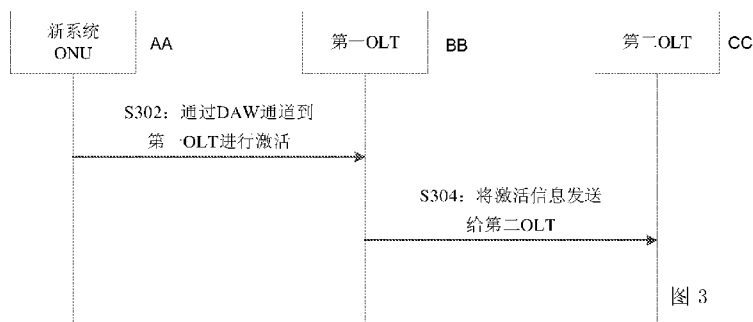 新系统
ONU
AA
第一OLT
BB
第二OLT
CC
S302：通过DAW通道到
第一OLT进行激活
S304：将激活信息发送
给第二OLT
图 3